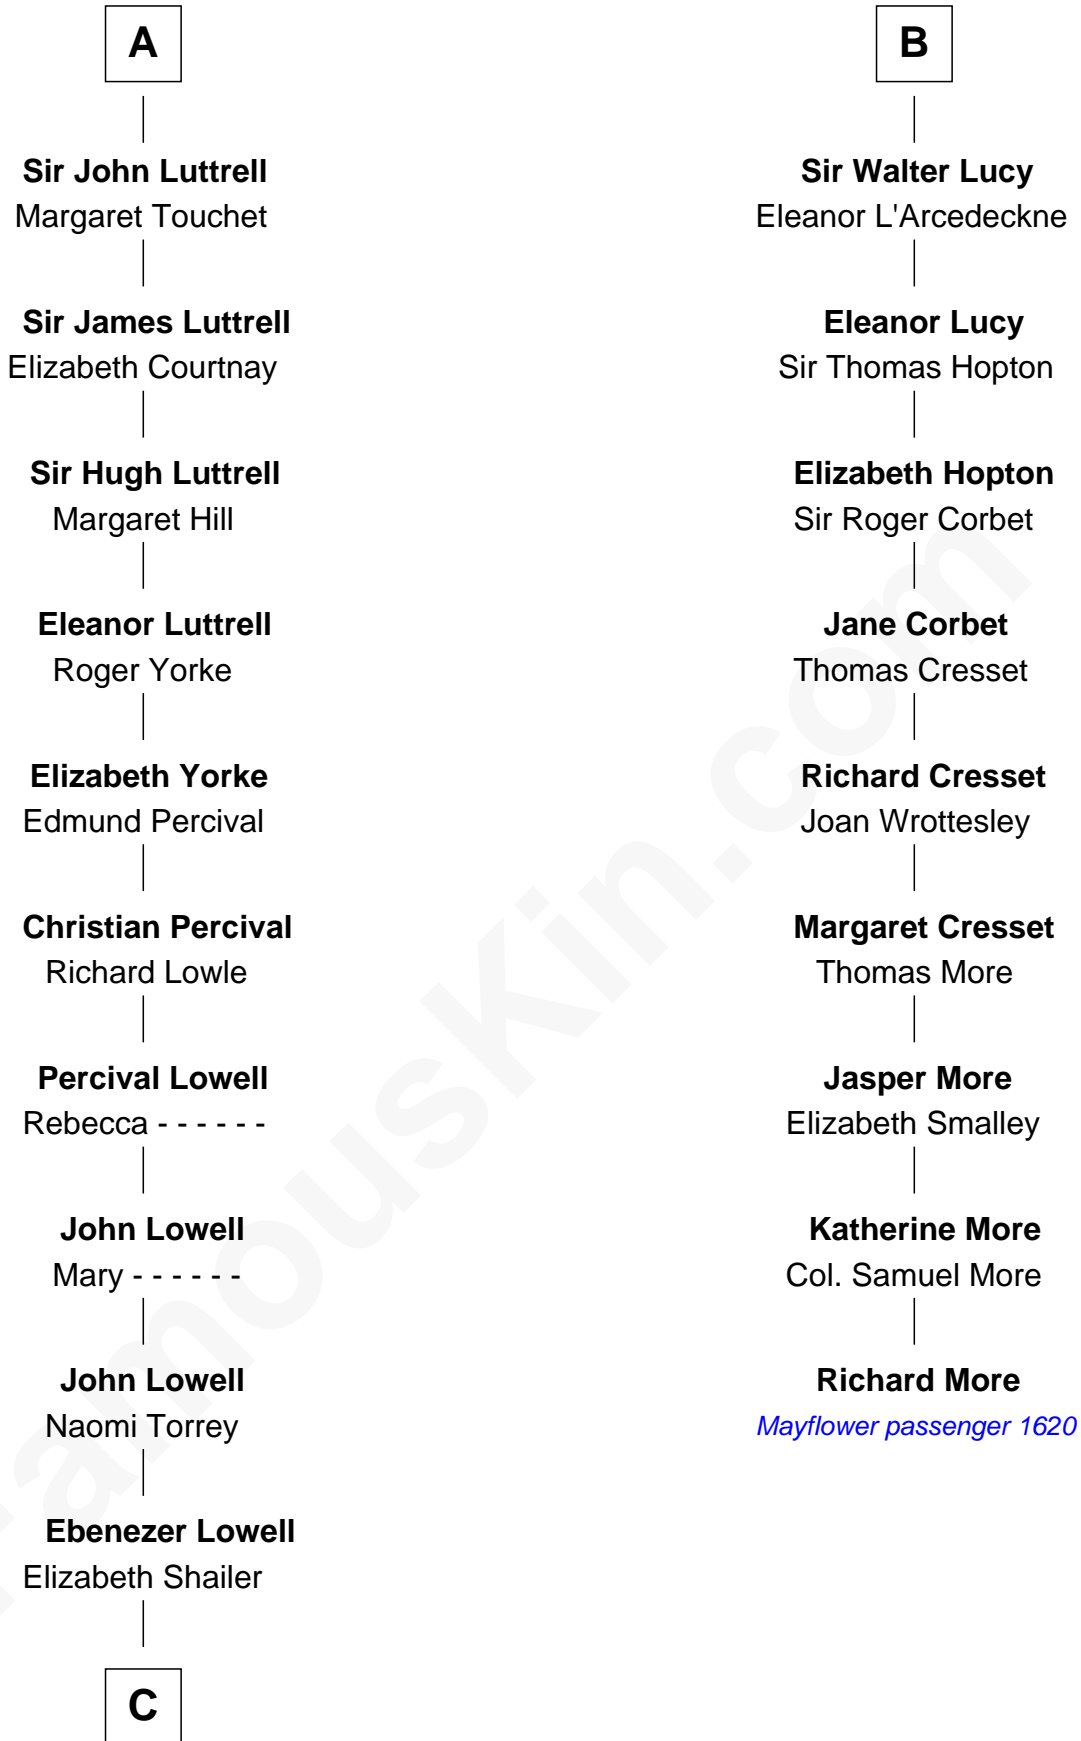 A
Sir John Luttrell
Margaret Touchet
Sir James Luttrell
Elizabeth Courtnay
Sir Hugh Luttrell
Margaret Hill
Eleanor Luttrell
Roger Yorke
Elizabeth Yorke
Edmund Percival
Christian Percival
Richard Lowle
Percival Lowell
Rebecca - - - - - -
John Lowell
Mary - - - - - -
John Lowell
Naomi Torrey
Ebenezer Lowell
Elizabeth Shailer
C
B
Sir Walter Lucy
Eleanor L'Arcedeckne
Eleanor Lucy
Sir Thomas Hopton
Elizabeth Hopton
Sir Roger Corbet
Jane Corbet
Thomas Cresset
Richard Cresset
Joan Wrottesley
Margaret Cresset
Thomas More
Jasper More
Elizabeth Smalley
Katherine More
Col. Samuel More
Richard More
Mayflower passenger 1620
FamousKin.com